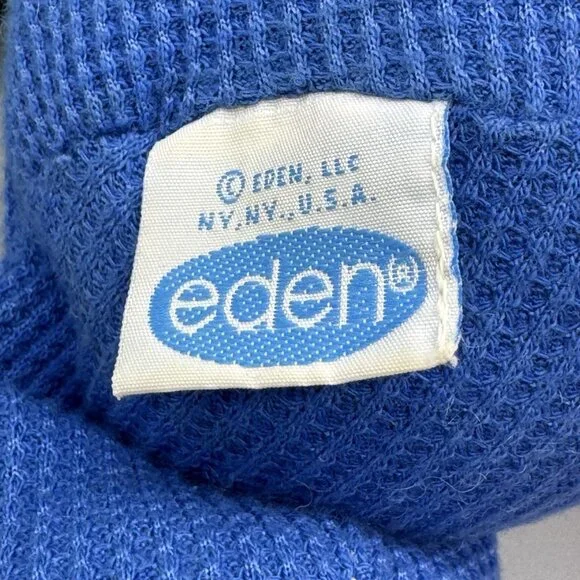 © EDEN, LLC
NY, NY., U.S.A.
eden®